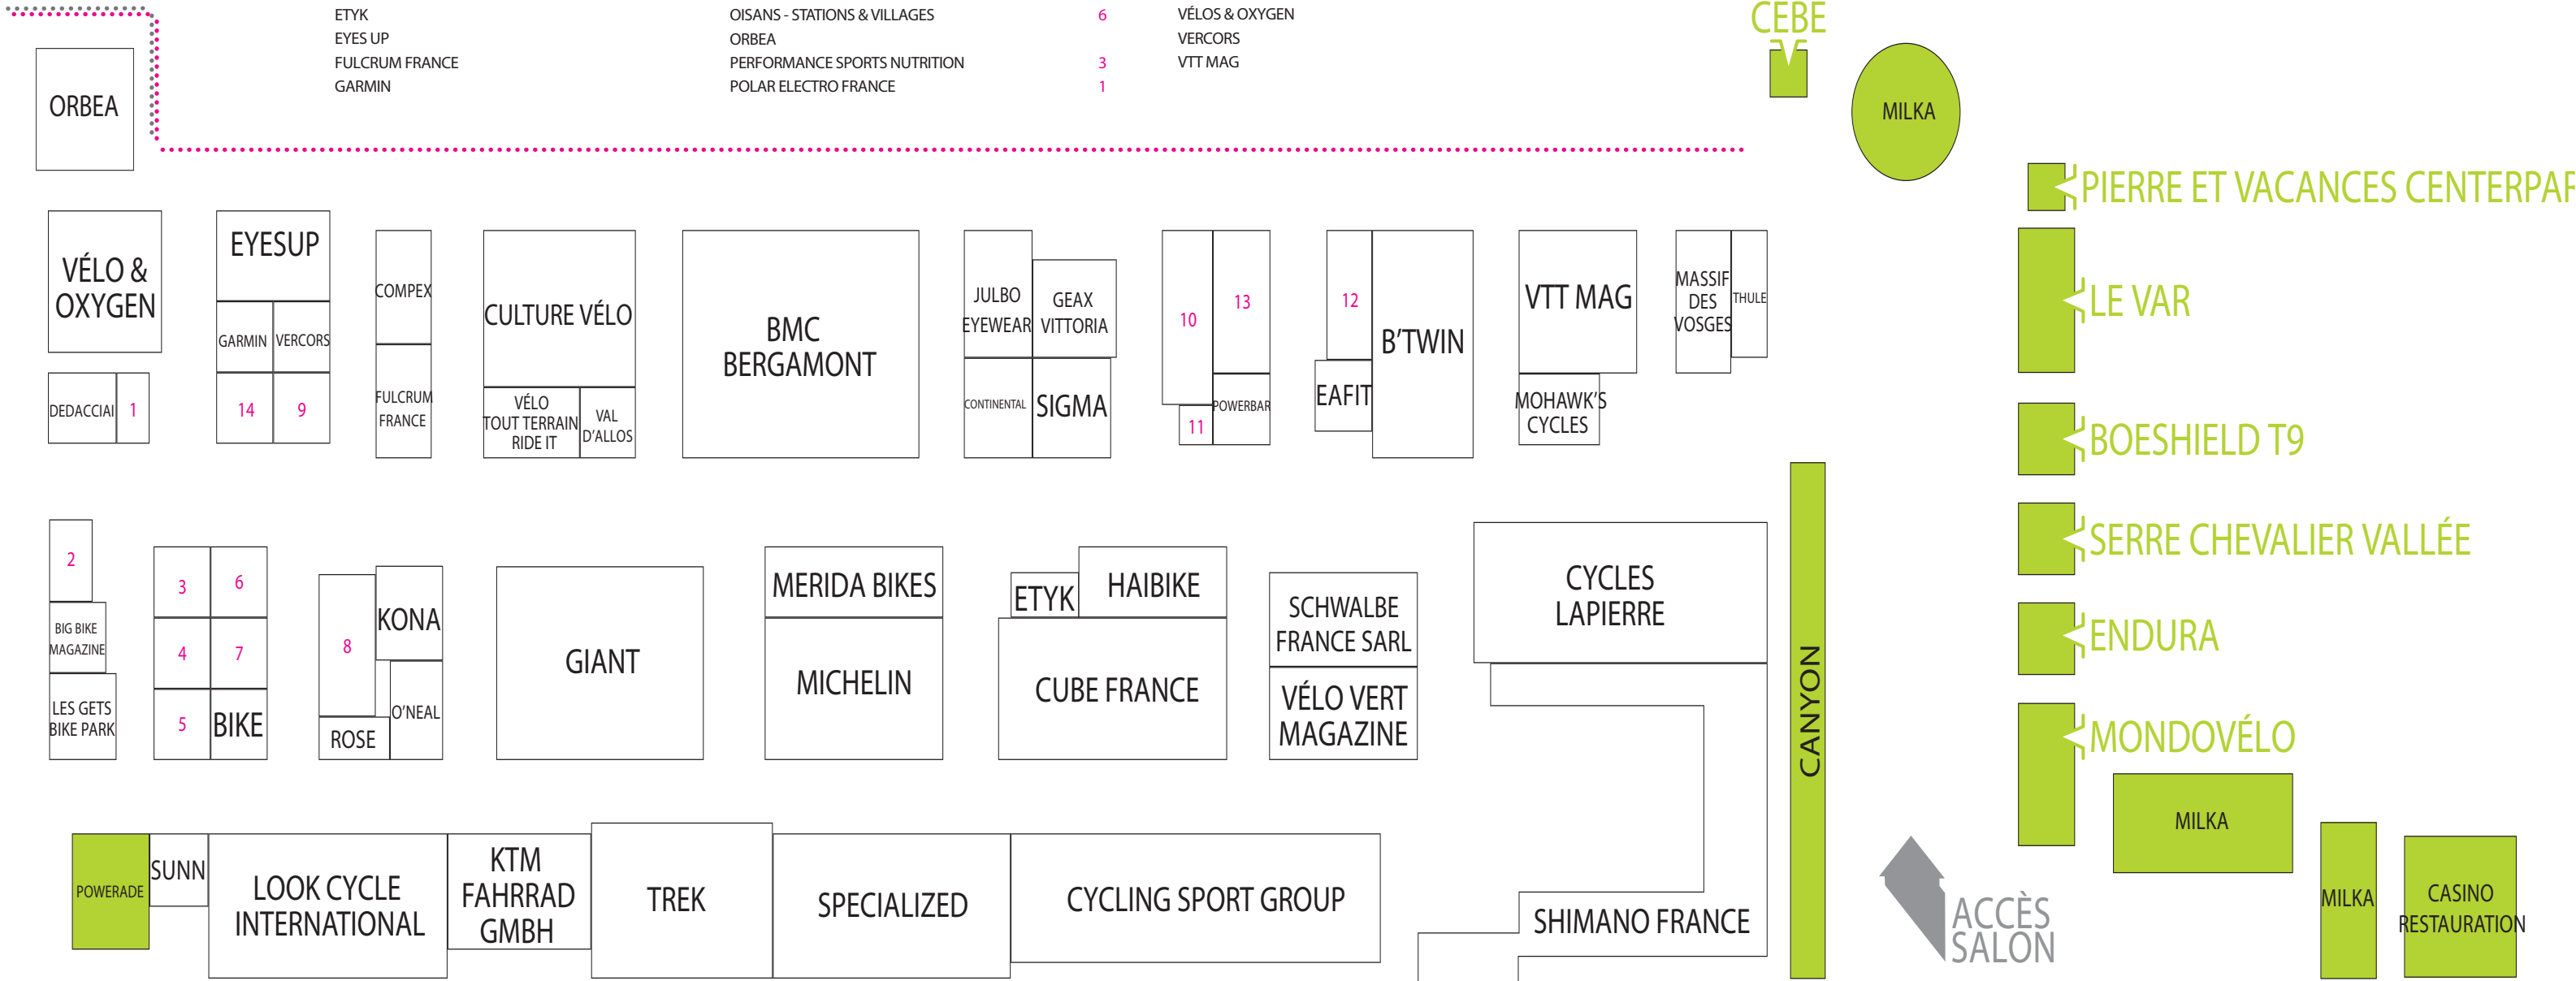 ETYK
EYES UP
FULCRUM FRANCE
GARMIN
OISANS - STATIONS & VILLAGES 6
ORBEA
PERFORMANCE SPORTS NUTRITION 3
POLAR ELECTRO FRANCE 1
VÉLOS & OXYGEN
VERCORS
VTT MAG
CEBE
MILKA
ORBEA
PIERRE ET VACANCES CENTERPAR
VÉLO &
OXYGEN
DEDACCIAI
1
EYESUP
GARMIN
VERCORS
14
9
COMPEX
FULCRUM
FRANCE
CULTURE VÉLO
VÉLO
TOUT TERRAIN
RIDE IT
VAL
D'ALLOS
BMC
BERGAMONT
JULBO
EYEWEAR
GEAX
VITTORIA
CONTINENTAL
SIGMA
10
13
11
POWERBAR
12
EAFIT
B'TWIN
VTT MAG
MOHAWK'S
CYCLES
MASSIF
DES
VOSGES
THULE
LE VAR
BOESHIELD T9
SERRE CHEVALIER VALLÉE
ENDURA
MONDOVÉLO
2
BIG BIKE
MAGAZINE
LES GETS
BIKE PARK
3
6
4
7
5
BIKE
8
KONA
ROSE
O'NEAL
GIANT
MERIDA BIKES
MICHELIN
ETYK
HAIBIKE
CUBE FRANCE
SCHWALBE
FRANCE SARL
VÉLO VERT
MAGAZINE
CYCLES
LAPIERRE
CANYON
POWERADE
SUNN
LOOK CYCLE
INTERNATIONAL
KTM
FAHRRAD
GMBH
TREK
SPECIALIZED
CYCLING SPORT GROUP
SHIMANO FRANCE
ACCÈS
SALON
MILKA
MILKA
CASINO
RESTAURATION